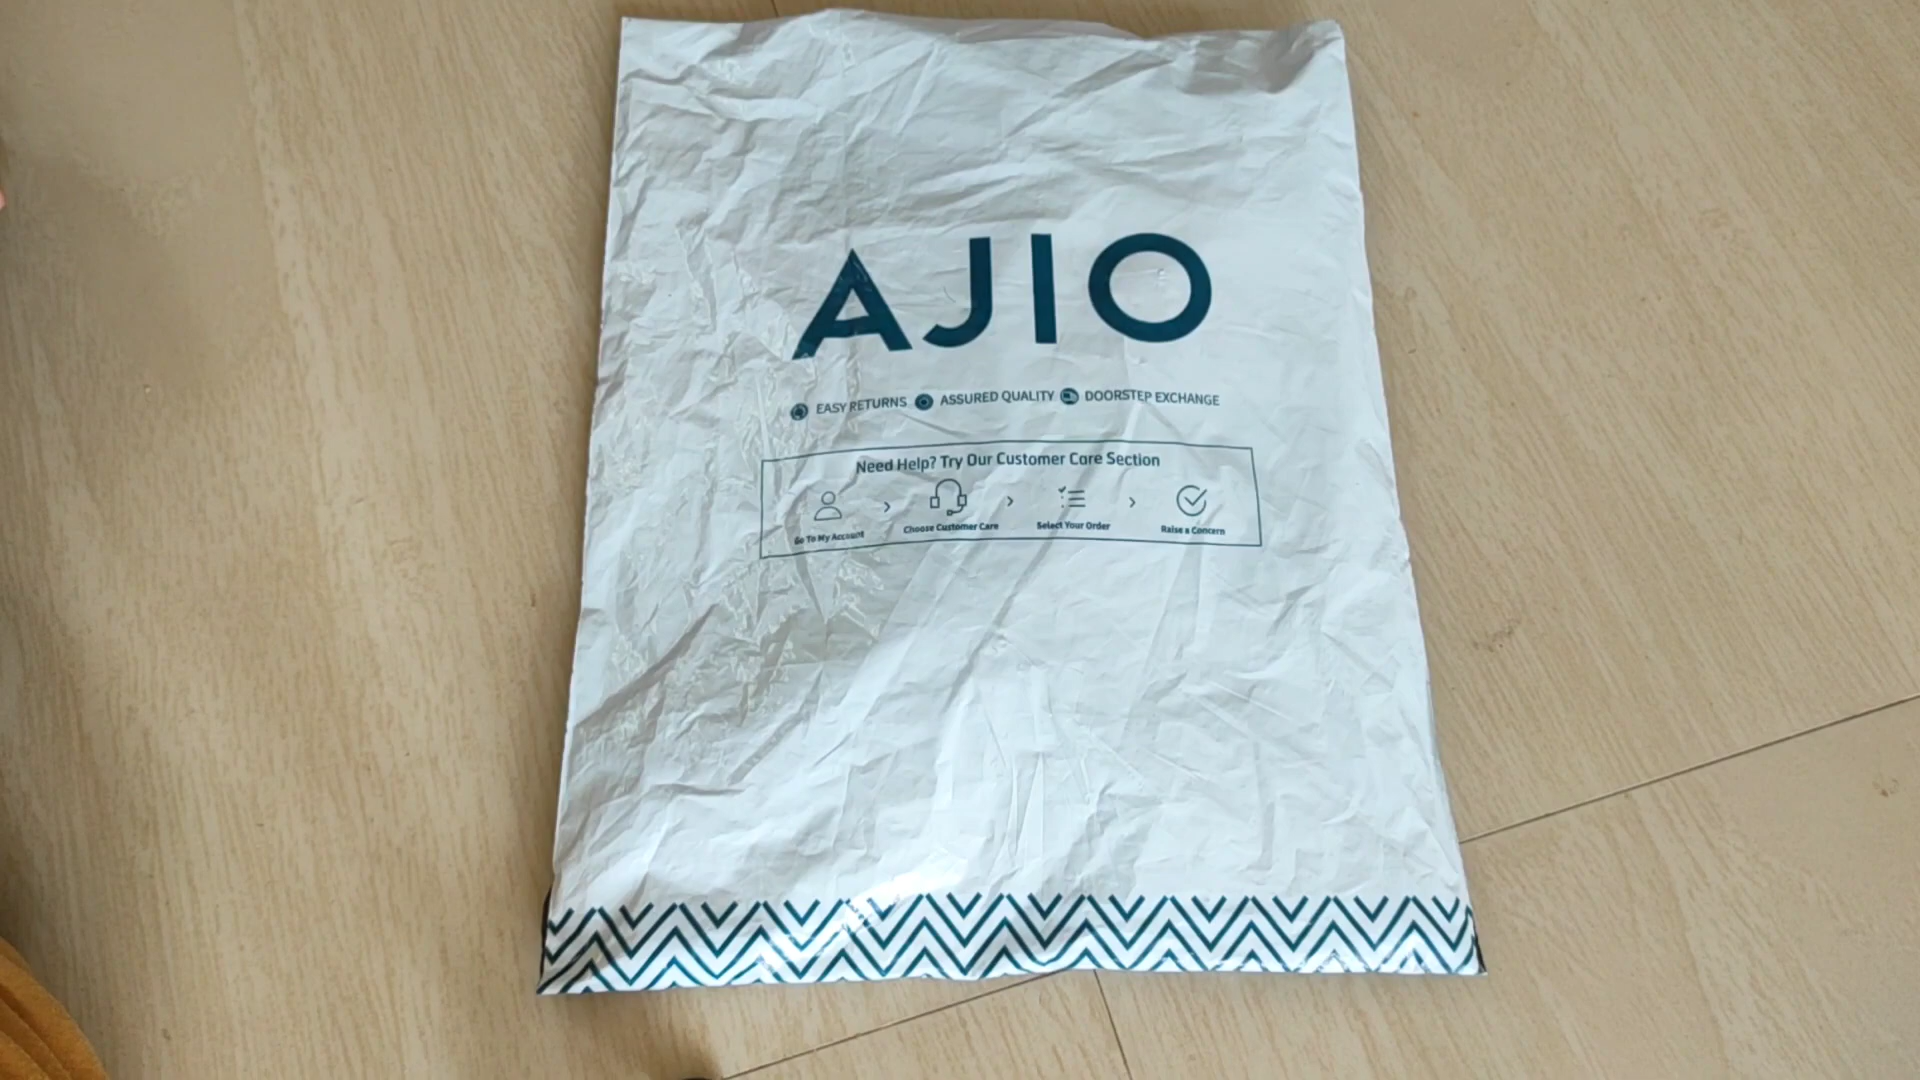 AJIO
EASY RETURNS ASSURED QUALITY DOORSTEP EXCHANGE
Need Help? Try Our Customer Care Section
Go To My Account > Choose Customer Care > Select Your Order > Raise a Concern